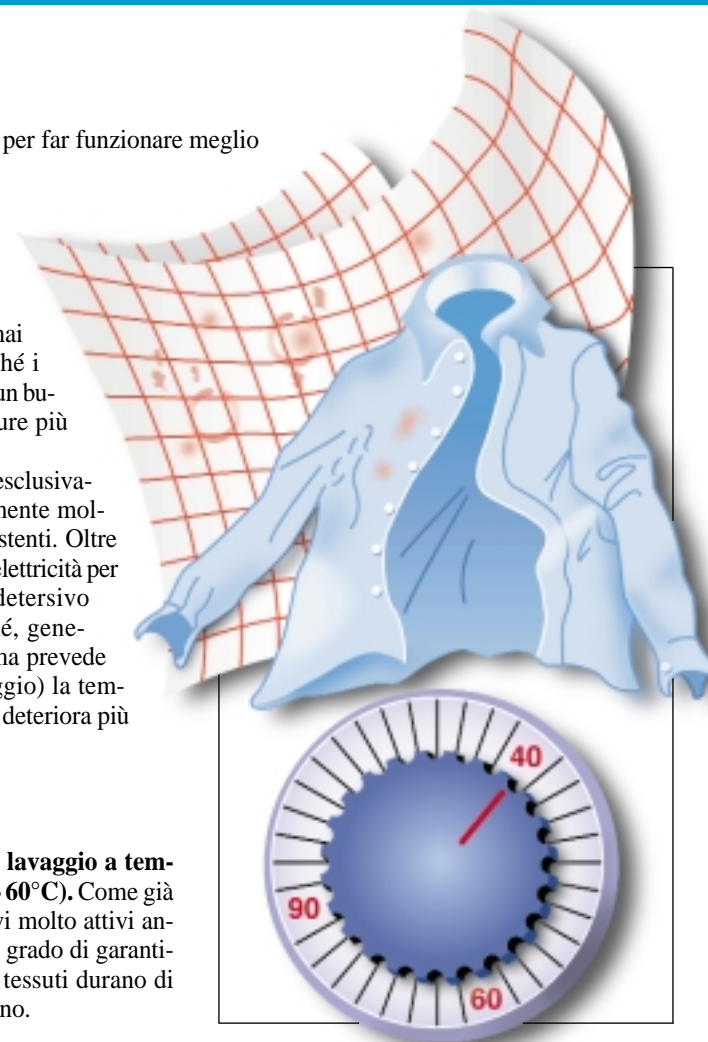 per far funzionare meglio
nai
hé i
un bu-
ure più
esclusiva-
mente mol-
stenti. Oltre
elettricità per
detersivo
é, gene-
na prevede
ggio) la tem-
deteriora più
lavaggio a tem-
60°C). Come già
vi molto attivi an-
grado di garanti-
tessuti durano di
no.
40
90
60